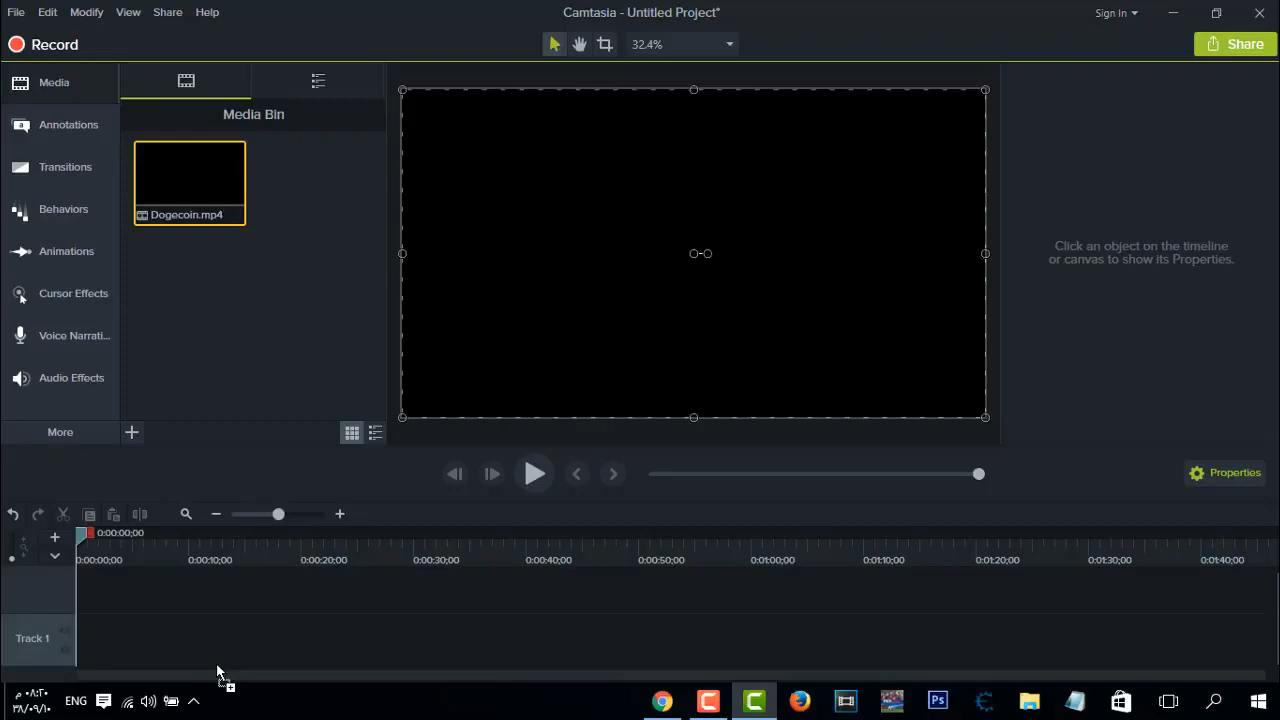 File Edit Modify View Share Help
Camtasia - Untitled Project*
Sign In
Record
32.4%
Share
Media
Annotations
Transitions
Behaviors
Animations
Cursor Effects
Voice Narrati...
Audio Effects
More
Media Bin
Dogecoin.mp4
Click an object on the timeline
or canvas to show its Properties.
Properties
0:00:00;00
0:00:00;00 0:00:10;00 0:00:20;00 0:00:30;00 0:00:40;00 0:00:50;00 0:01:00;00 0:01:10;00 0:01:20;00 0:01:30;00 0:01:40;00
Track 1
ENG
Ps